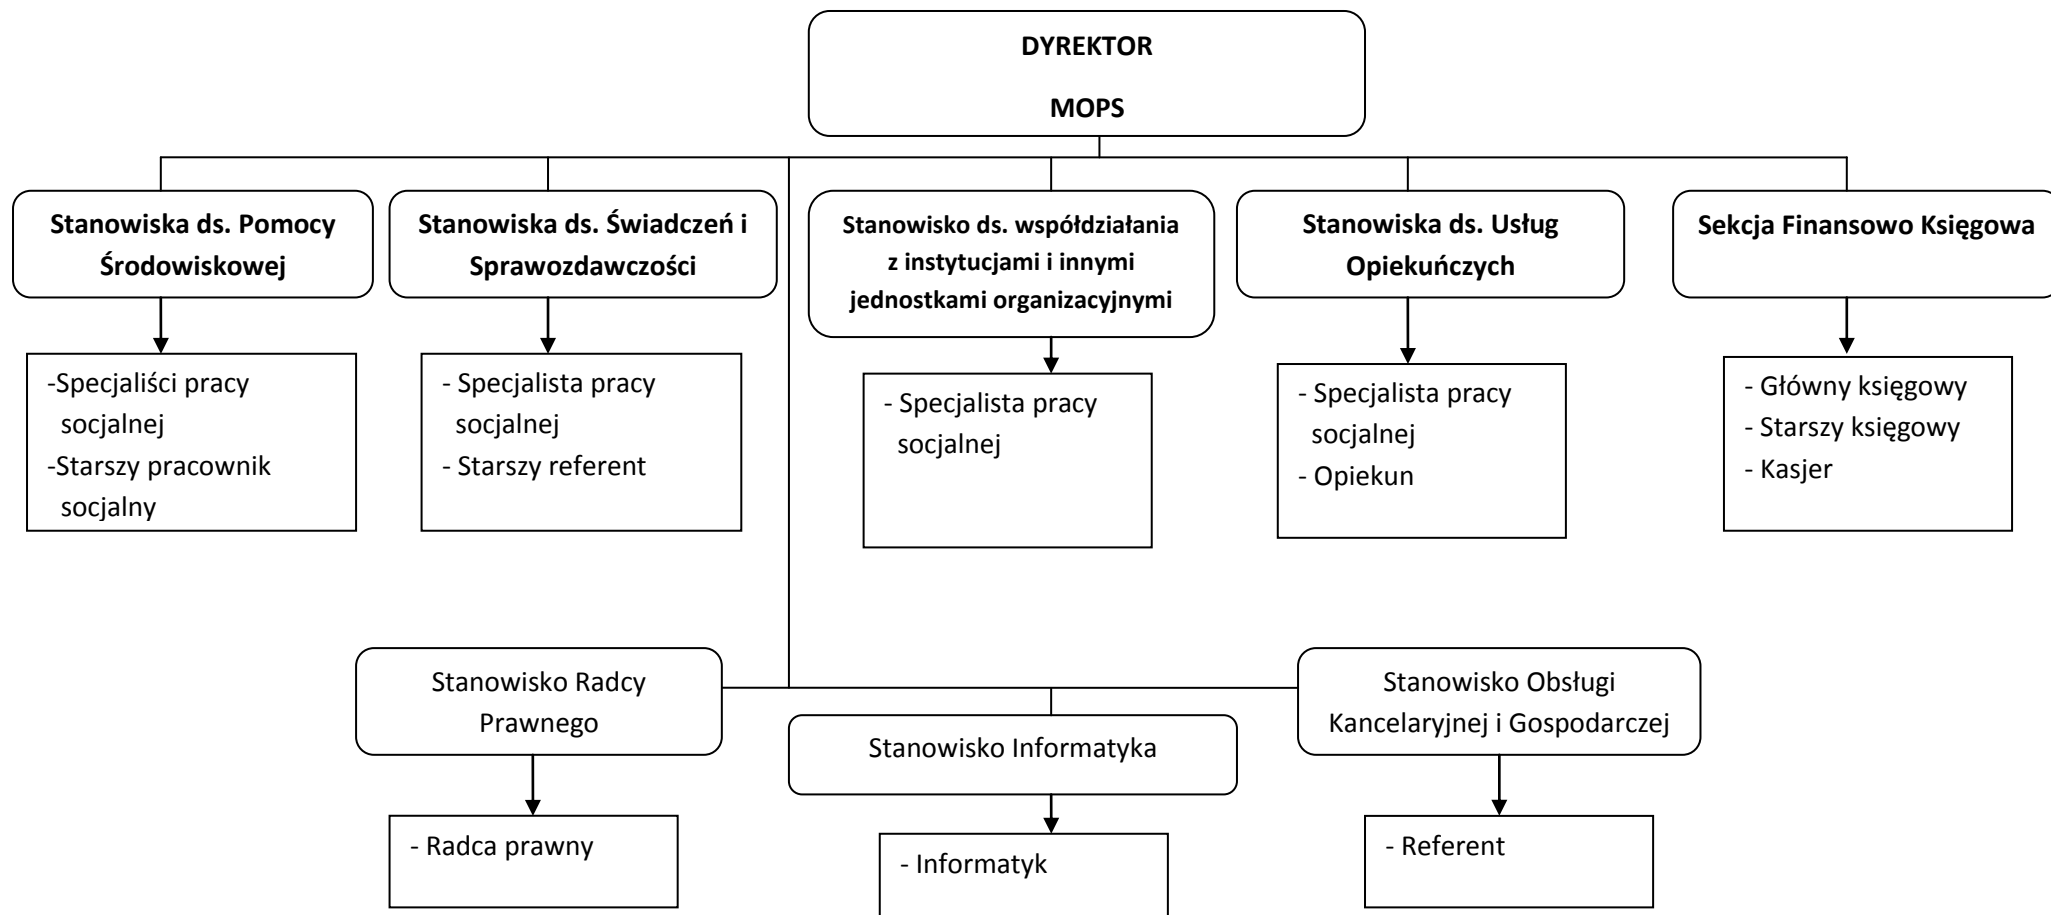 DYREKTOR
MOPS
Stanowiska ds. Pomocy
Środowiskowej
Stanowiska ds. Świadczeń i
Sprawozdawczości
Stanowisko ds. współdziałania
z instytucjami i innymi
jednostkami organizacyjnymi
Stanowiska ds. Usług
Opiekuńczych
Sekcja Finansowo Księgowa
-Specjaliści pracy
socjalnej
-Starszy pracownik
socjalny
- Specjalista pracy
socjalnej
- Starszy referent
- Specjalista pracy
socjalnej
- Specjalista pracy
socjalnej
- Opiekun
- Główny księgowy
- Starszy księgowy
- Kasjer
Stanowisko Radcy
Prawnego
Stanowisko Informatyka
Stanowisko Obsługi
Kancelaryjnej i Gospodarczej
- Radca prawny
- Informatyk
- Referent